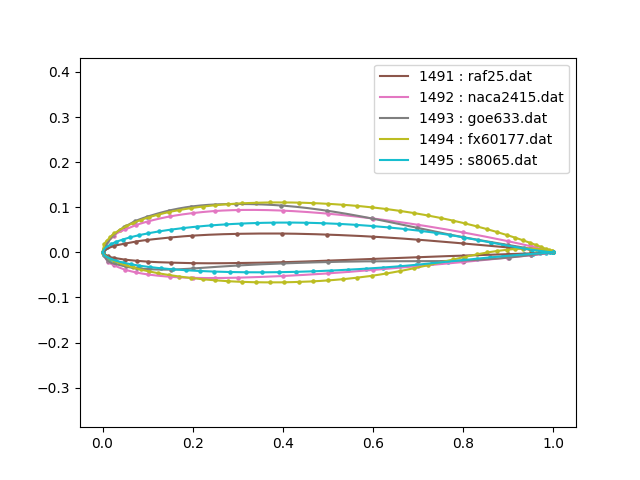 0.4
0.3
0.2
0.1
0.0
−0.1
−0.2
−0.3
0.0 0.2 0.4 0.6 0.8 1.0
1491 : raf25.dat
1492 : naca2415.dat
1493 : goe633.dat
1494 : fx60177.dat
1495 : s8065.dat